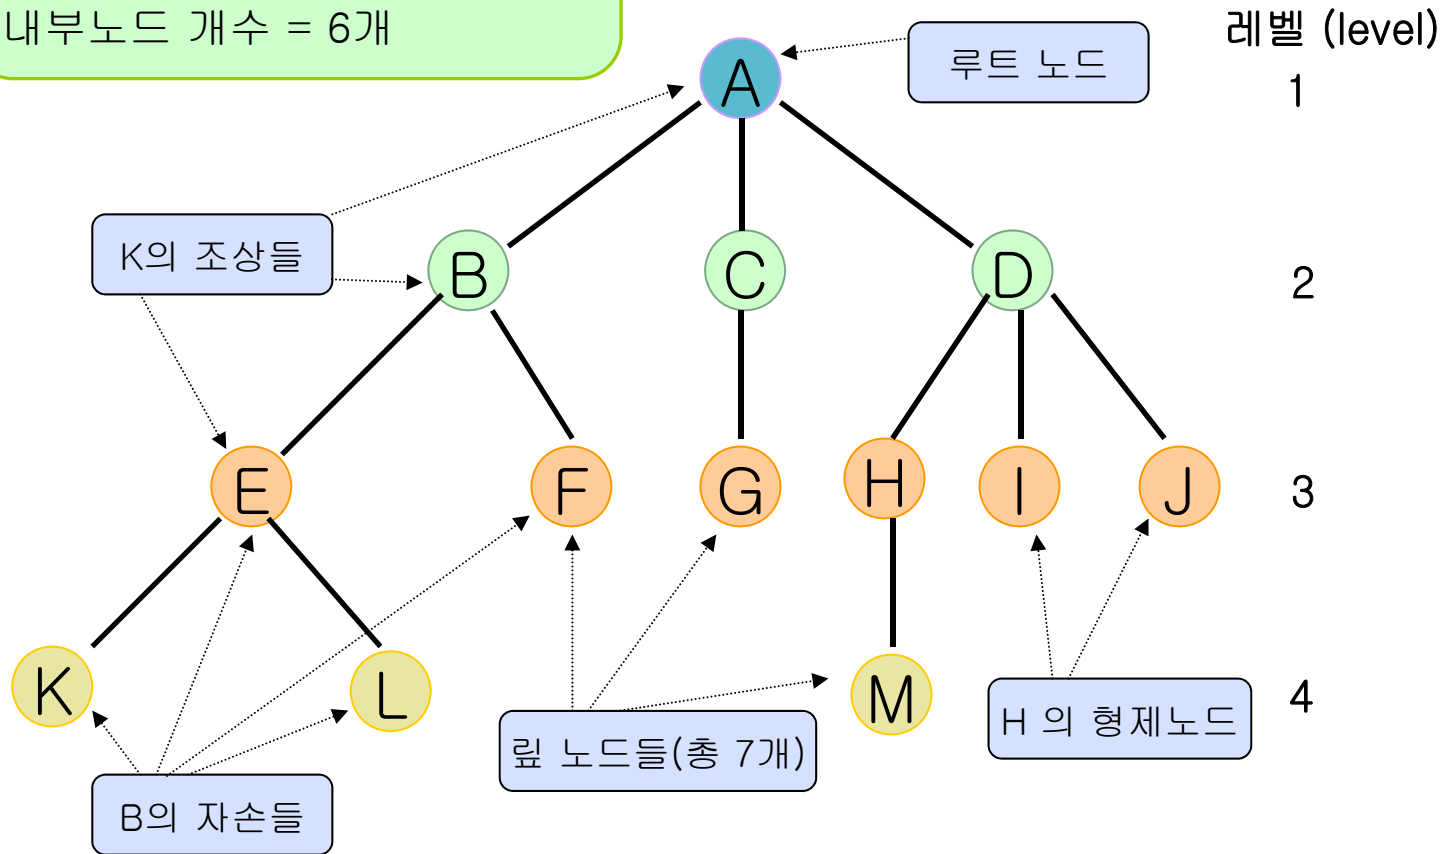 내부노드 개수 = 6개
레벨 (level)
루트 노드
A
1
K의 조상들
B
C
D
2
E
F
G
H
I
J
3
K
L
M
4
릪 노드들(총 7개)
H 의 형제노드
B의 자손들